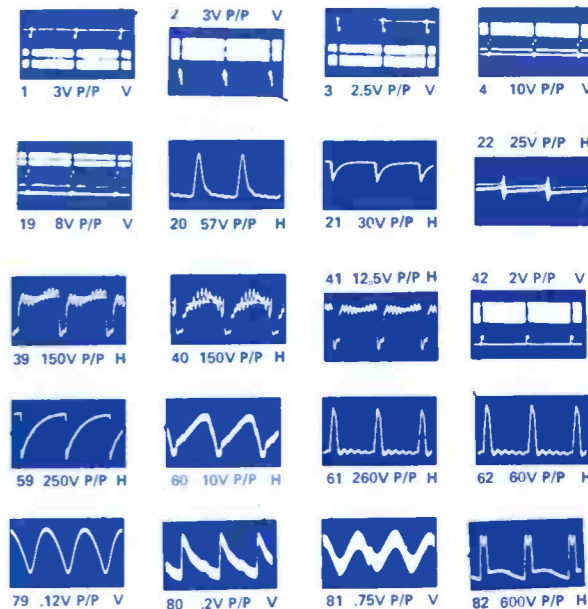 2 3V P/P V
1 3V P/P V
3 2.5V P/P V
4 10V P/P V
22 25V P/P H
19 8V P/P V
20 57V P/P H
21 30V P/P H
41 12.5V P/P H
42 2V P/P V
39 150V P/P H
40 150V P/P H
59 250V P/P H
60 10V P/P H
61 260V P/P H
62 60V P/P H
79 .12V P/P V
80 .2V P/P V
81 .75V P/P V
82 600V P/P H